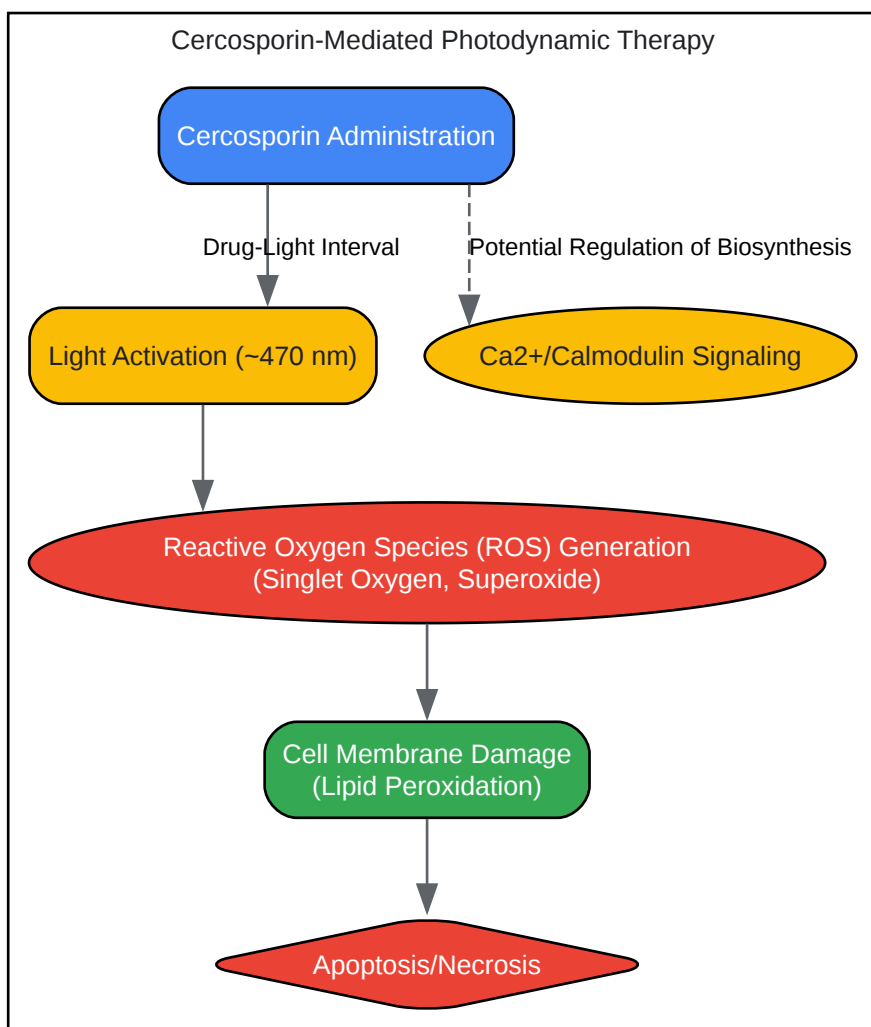 Cercosporin-Mediated Photodynamic Therapy
Cercosporin Administration
Drug-Light Interval
Potential Regulation of Biosynthesis
Light Activation (~470 nm)
Ca2+/Calmodulin Signaling
Reactive Oxygen Species (ROS) Generation
(Singlet Oxygen, Superoxide)
Cell Membrane Damage
(Lipid Peroxidation)
Apoptosis/Necrosis